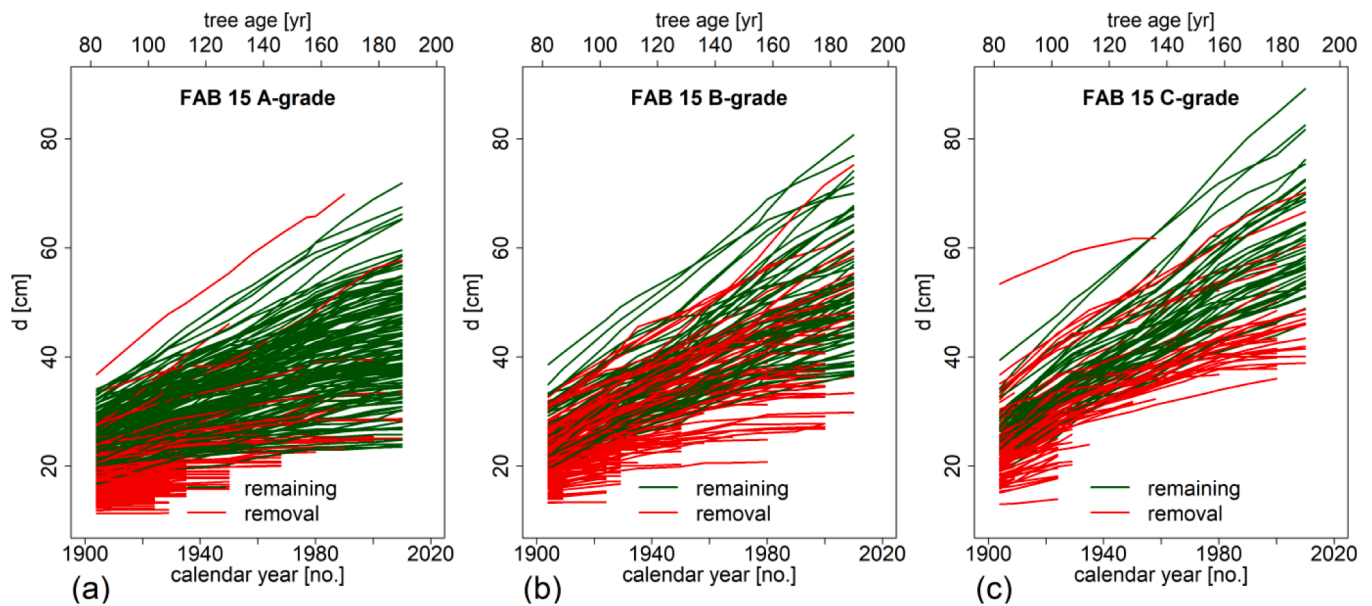 tree age [yr]
80 100 120 140 160 180 200
FAB 15 A-grade
d [cm]
80
60
40
20
remaining
removal
1900 1940 1980 2020
calendar year [no.]
(a)
tree age [yr]
80 100 120 140 160 180 200
FAB 15 B-grade
d [cm]
80
60
40
20
remaining
removal
1900 1940 1980 2020
calendar year [no.]
(b)
tree age [yr]
80 100 120 140 160 180 200
FAB 15 C-grade
d [cm]
80
60
40
20
remaining
removal
1900 1940 1980 2020
calendar year [no.]
(c)